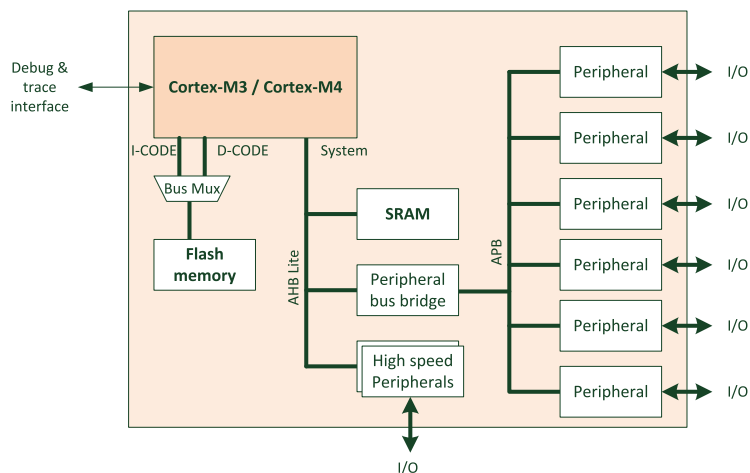 Debug &
trace
interface
Cortex-M3 / Cortex-M4
I-CODE
D-CODE
System
Bus Mux
Flash
memory
AHB Lite
SRAM
Peripheral
bus bridge
High speed
Peripherals
I/O
APB
Peripheral
I/O
Peripheral
I/O
Peripheral
I/O
Peripheral
I/O
Peripheral
I/O
Peripheral
I/O